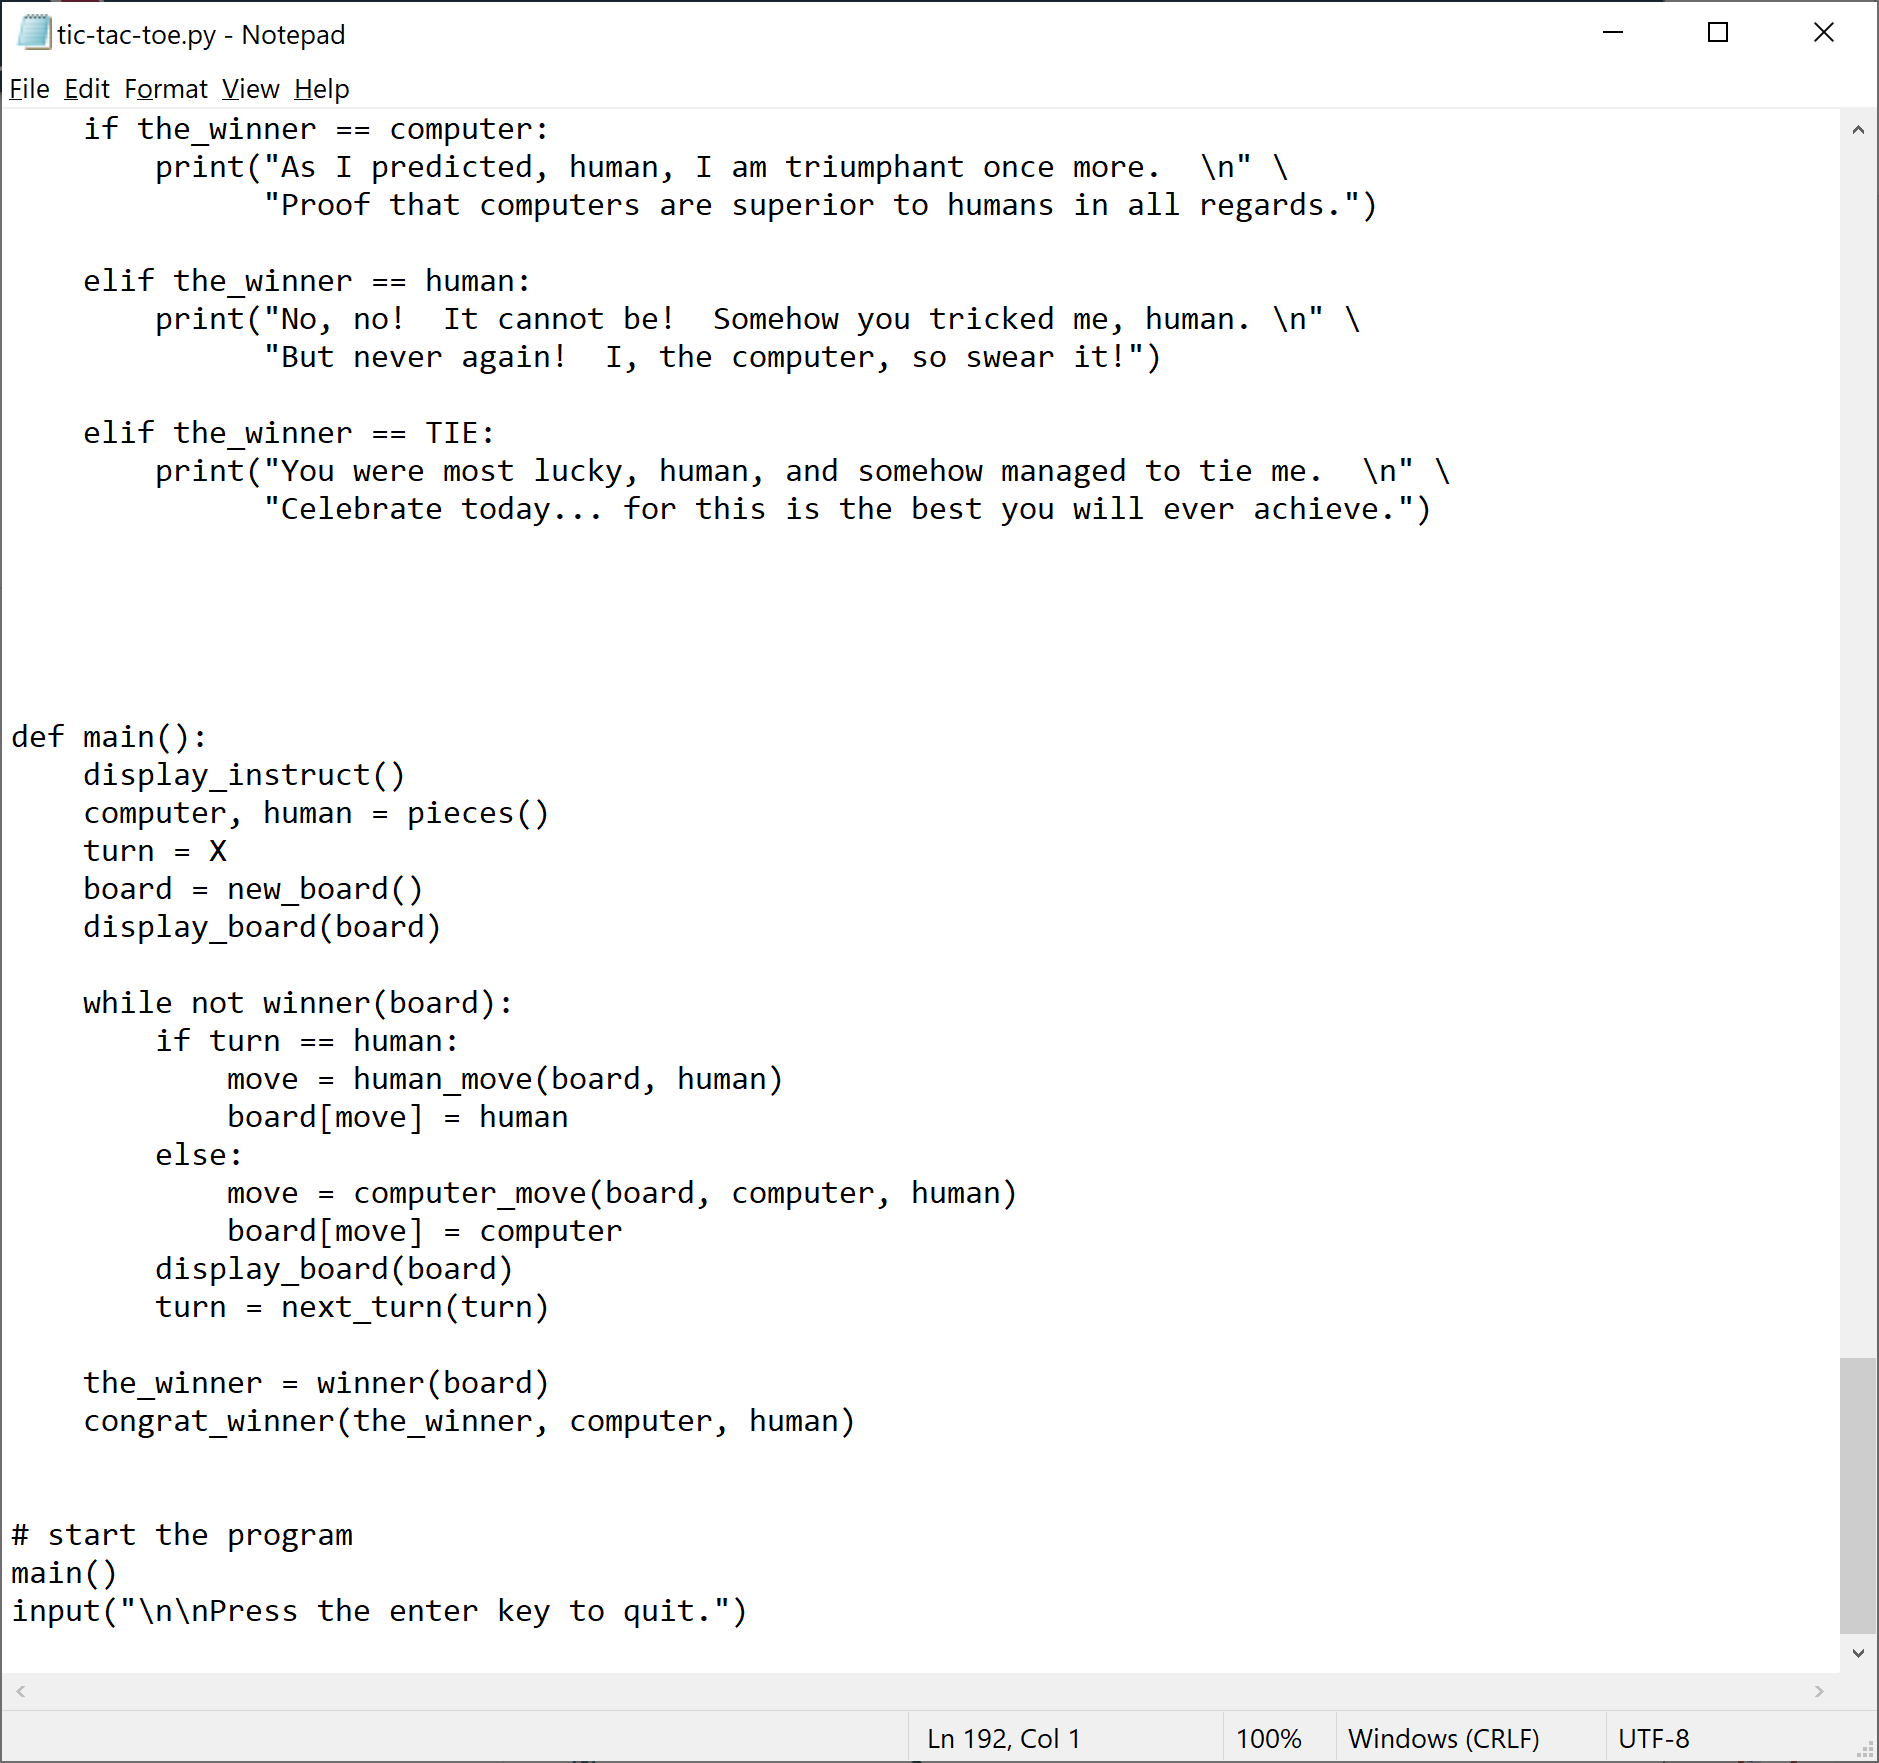 tic-tac-toe.py - Notepad
File Edit Format View Help
    if the_winner == computer:
        print("As I predicted, human, I am triumphant once more.  \n" \
              "Proof that computers are superior to humans in all regards.")

    elif the_winner == human:
        print("No, no!  It cannot be!  Somehow you tricked me, human. \n" \
              "But never again!  I, the computer, so swear it!")

    elif the_winner == TIE:
        print("You were most lucky, human, and somehow managed to tie me.  \n" \
              "Celebrate today... for this is the best you will ever achieve.")

def main():
    display_instruct()
    computer, human = pieces()
    turn = X
    board = new_board()
    display_board(board)

    while not winner(board):
        if turn == human:
            move = human_move(board, human)
            board[move] = human
        else:
            move = computer_move(board, computer, human)
            board[move] = computer
        display_board(board)
        turn = next_turn(turn)

    the_winner = winner(board)
    congrat_winner(the_winner, computer, human)

# start the program
main()
input("\n\nPress the enter key to quit.")
Ln 192, Col 1 100% Windows (CRLF) UTF-8